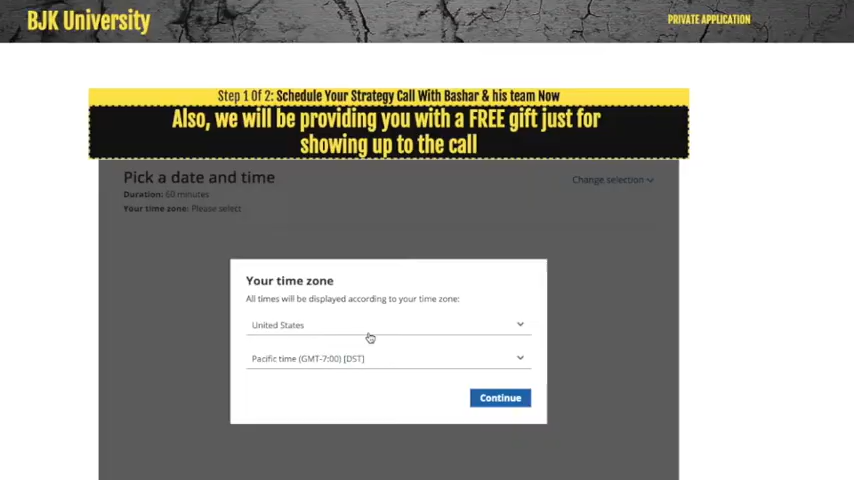 BJK University
PRIVATE APPLICATION
Step 1 Of 2: Schedule Your Strategy Call With Bashar & his team Now
Also, we will be providing you with a FREE gift just for
showing up to the call
Pick a date and time
Change selection
Duration: 60 minutes
Your time zone: Please select
Your time zone
All times will be displayed according to your time zone:
United States
Pacific time (GMT-7:00) [DST]
Continue